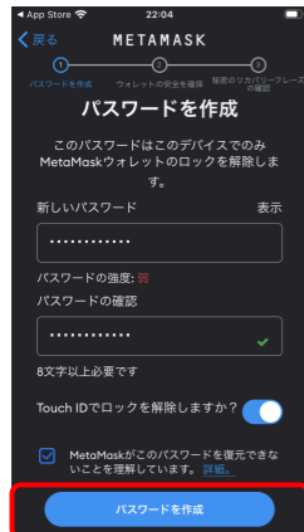 App Store
22:04
戻る
METAMASK
1
2
3
パスワードを作成
ウォレットの安全を確保
秘密のリカバリーフレーズ
の確認
パスワードを作成
このパスワードはこのデバイスでのみ
MetaMaskウォレットのロックを解除しま
す。
新しいパスワード
表示
••••••••••••
パスワードの強度: 弱
パスワードの確認
••••••••••••
8文字以上必要です
Touch IDでロックを解除しますか？
MetaMaskがこのパスワードを復元できな
いことを理解しています。 詳細。
パスワードを作成